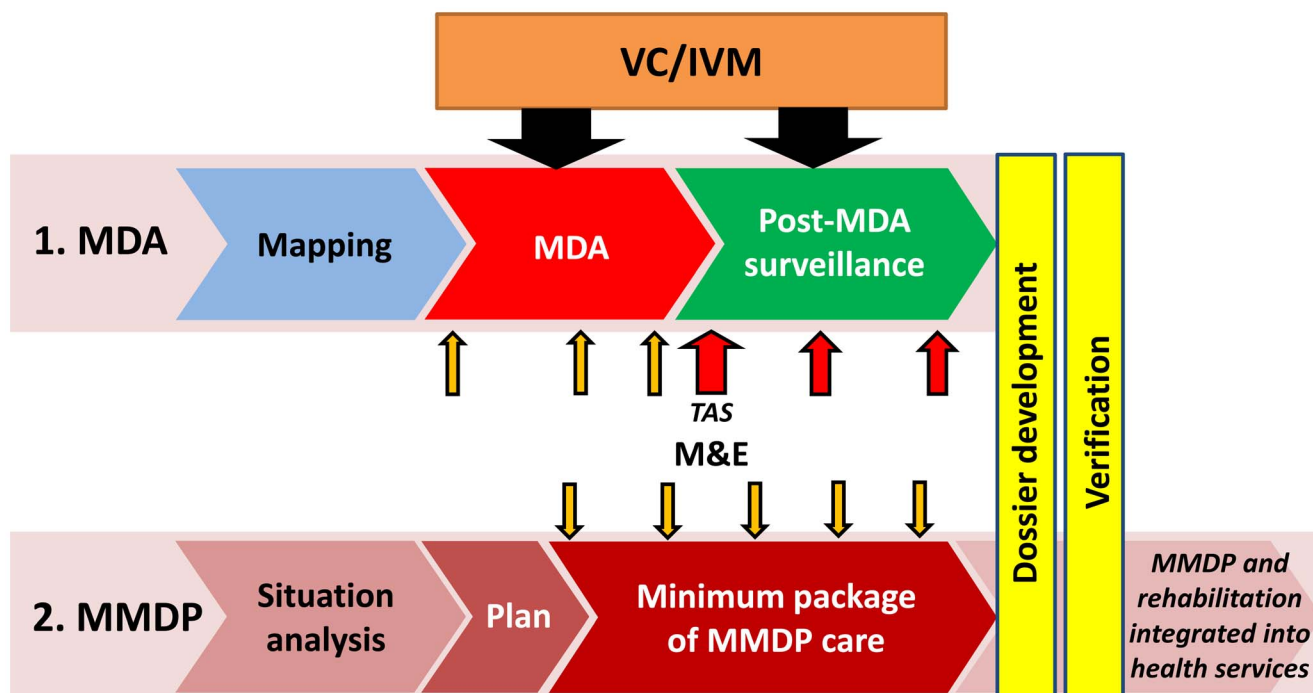 VC/IVM
1. MDA
Mapping
MDA
Post-MDA
surveillance
TAS
M&E
Dossier development
Verification
2. MMDP
Situation
analysis
Plan
Minimum package
of MMDP care
MMDP and
rehabilitation
integrated into
health services